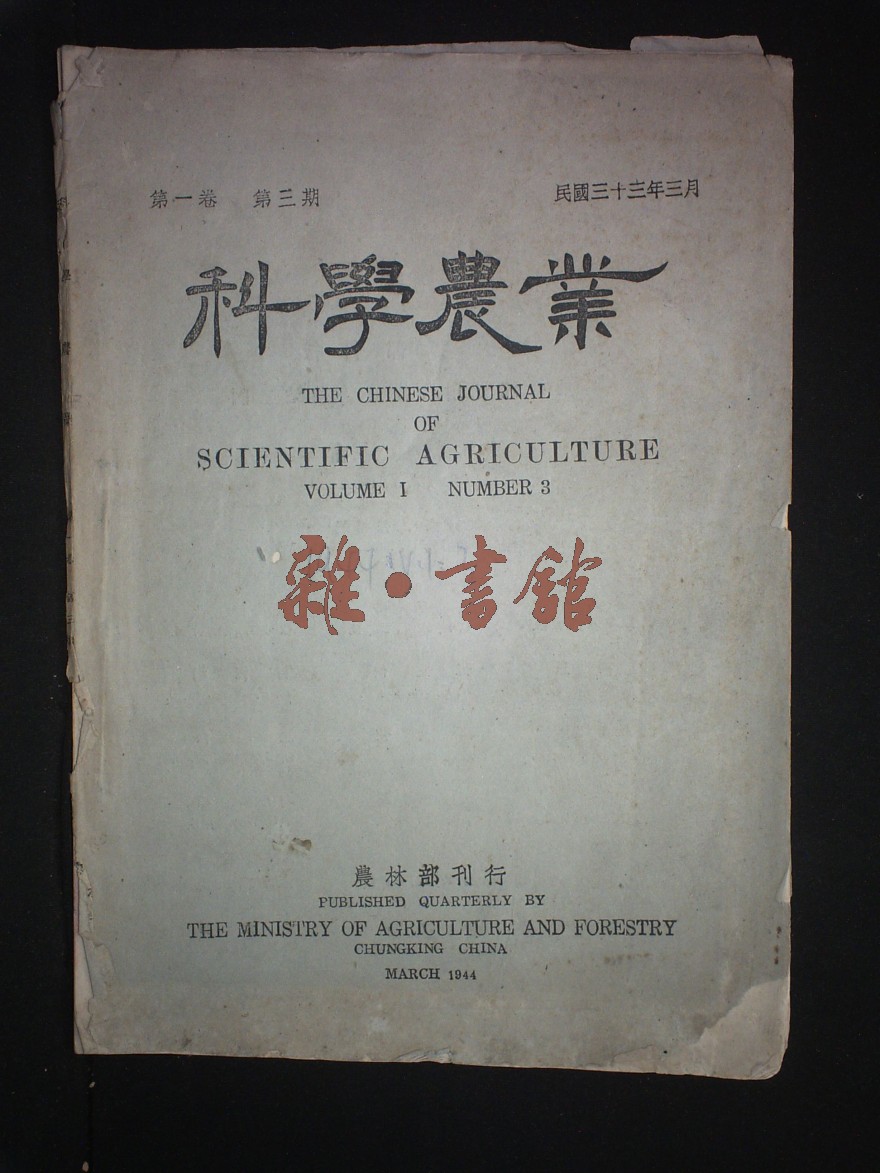 第一卷 第三期
民國三十三年三月
科學農業
THE CHINESE JOURNAL
OF
SCIENTIFIC AGRICULTURE
VOLUME I NUMBER 3
雜·書館
農林部刊行
PUBLISHED QUARTERLY BY
THE MINISTRY OF AGRICULTURE AND FORESTRY
CHUNGKING CHINA
MARCH 1944